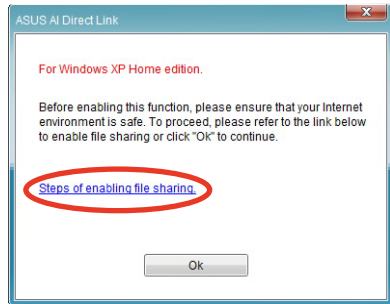 ASUS AI Direct Link
For Windows XP Home edition.
Before enabling this function, please ensure that your Internet
environment is safe. To proceed, please refer to the link below
to enable file sharing or click "Ok" to continue.
Steps of enabling file sharing.
Ok